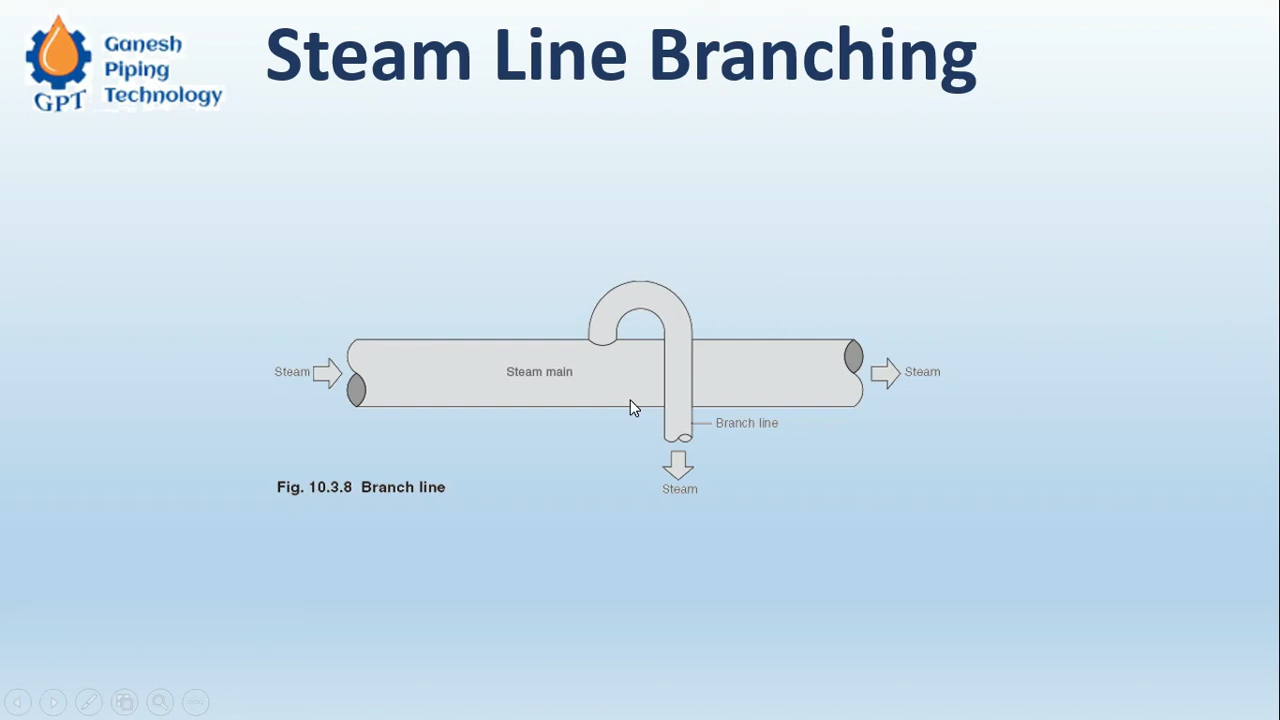 Ganesh
Piping
Technology
GPT
Steam Line Branching
Steam
Steam main
Steam
Branch line
Steam
Fig. 10.3.8 Branch line